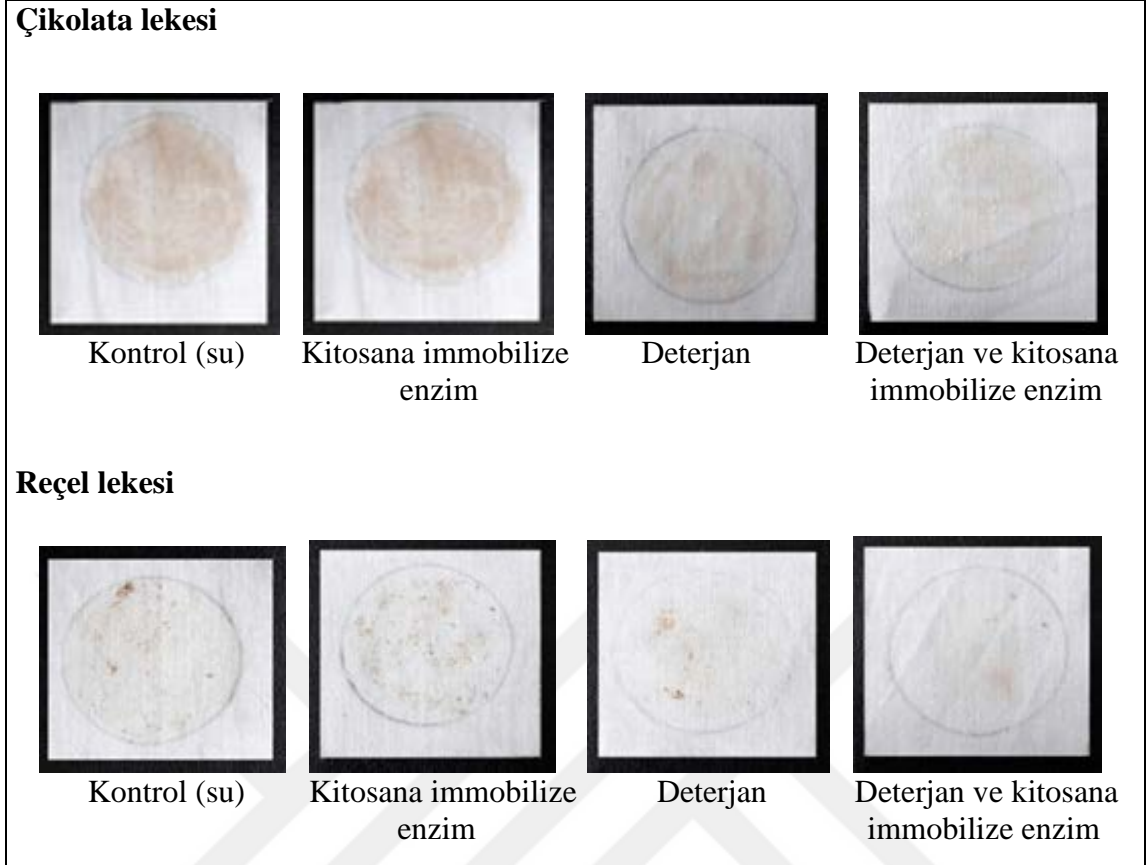 Çikolata lekesi
Kontrol (su)
Kitosana immobilize
enzim
Deterjan
Deterjan ve kitosana
immobilize enzim
Reçel lekesi
Kontrol (su)
Kitosana immobilize
enzim
Deterjan
Deterjan ve kitosana
immobilize enzim